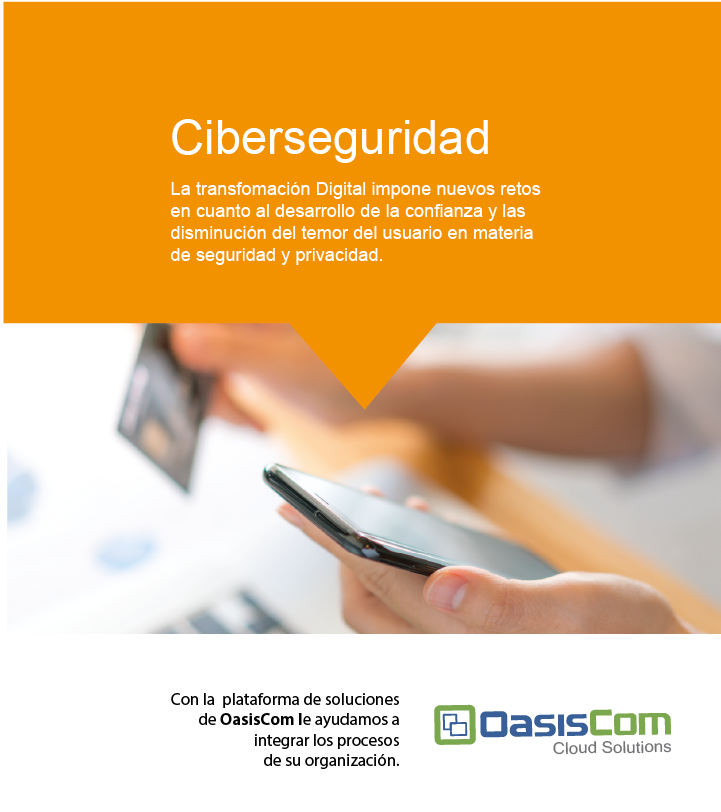 Ciberseguridad
La transfomación Digital impone nuevos retos
en cuanto al desarrollo de la confianza y las
disminución del temor del usuario en materia
de seguridad y privacidad.
Con la  plataforma de soluciones
de OasisCom le ayudamos a
integrar los procesos
de su organización.
OasisCom
Cloud Solutions